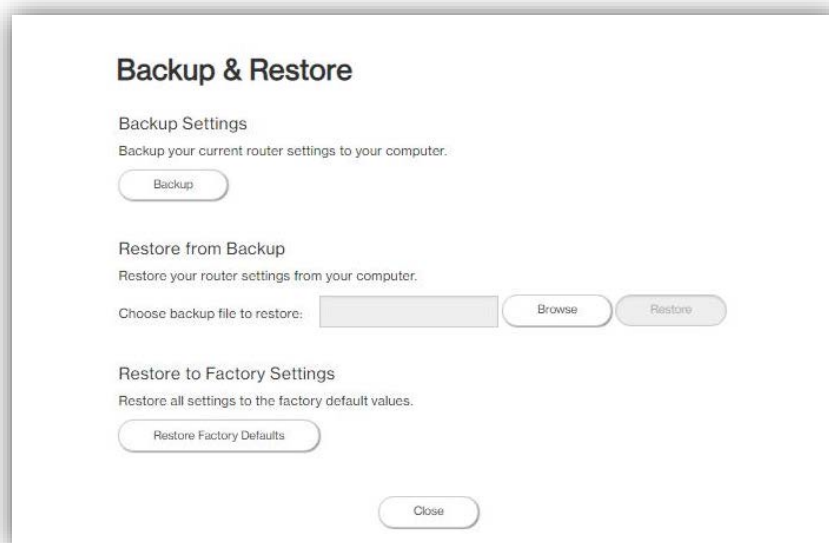 Backup & Restore
Backup Settings
Backup your current router settings to your computer.
Backup
Restore from Backup
Restore your router settings from your computer.
Choose backup file to restore: Browse Restore
Restore to Factory Settings
Restore all settings to the factory default values.
Restore Factory Defaults
Close